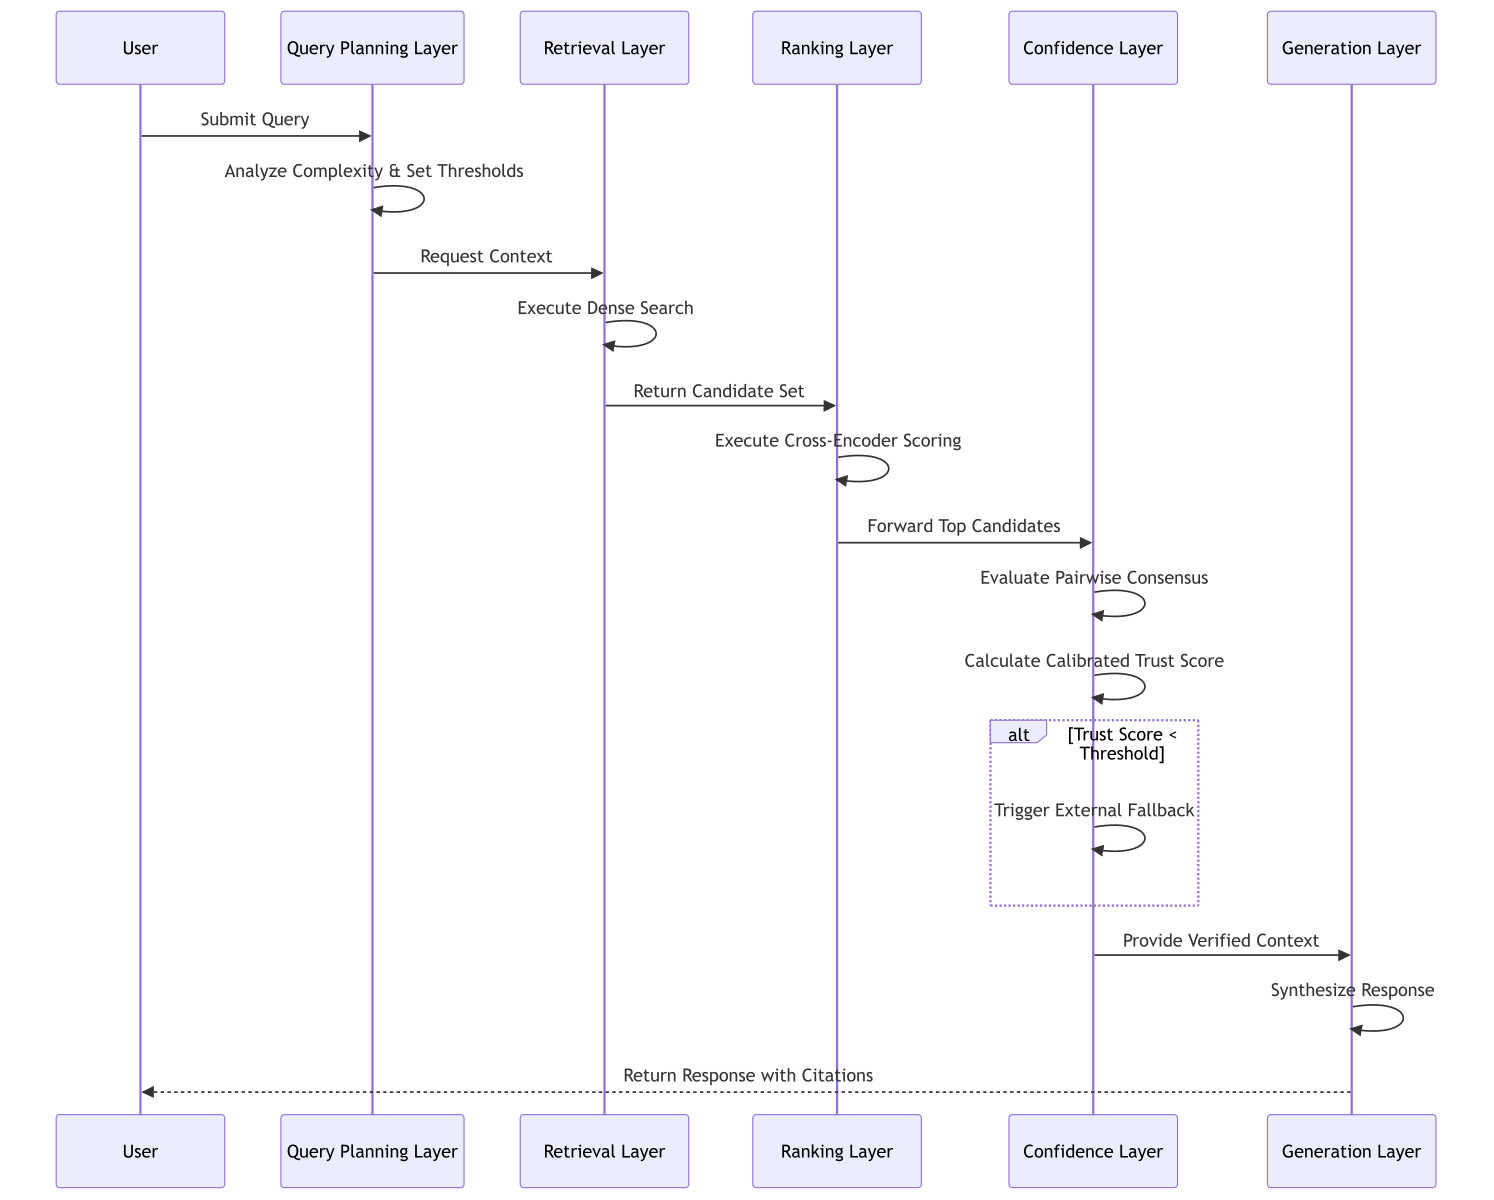 User
Query Planning Layer
Retrieval Layer
Ranking Layer
Confidence Layer
Generation Layer
Submit Query
Analyze Complexity & Set Thresholds
Request Context
Execute Dense Search
Return Candidate Set
Execute Cross-Encoder Scoring
Forward Top Candidates
Evaluate Pairwise Consensus
Calculate Calibrated Trust Score
alt
[Trust Score <
Threshold]
Trigger External Fallback
Provide Verified Context
Synthesize Response
Return Response with Citations
User
Query Planning Layer
Retrieval Layer
Ranking Layer
Confidence Layer
Generation Layer